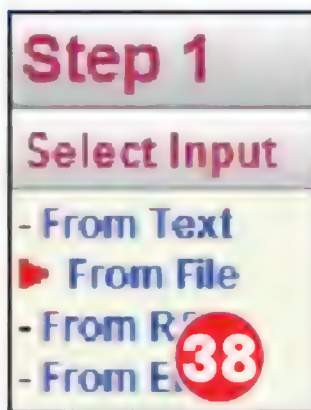 Step 1
Select Input
- From Text
From File
- From
- From
38